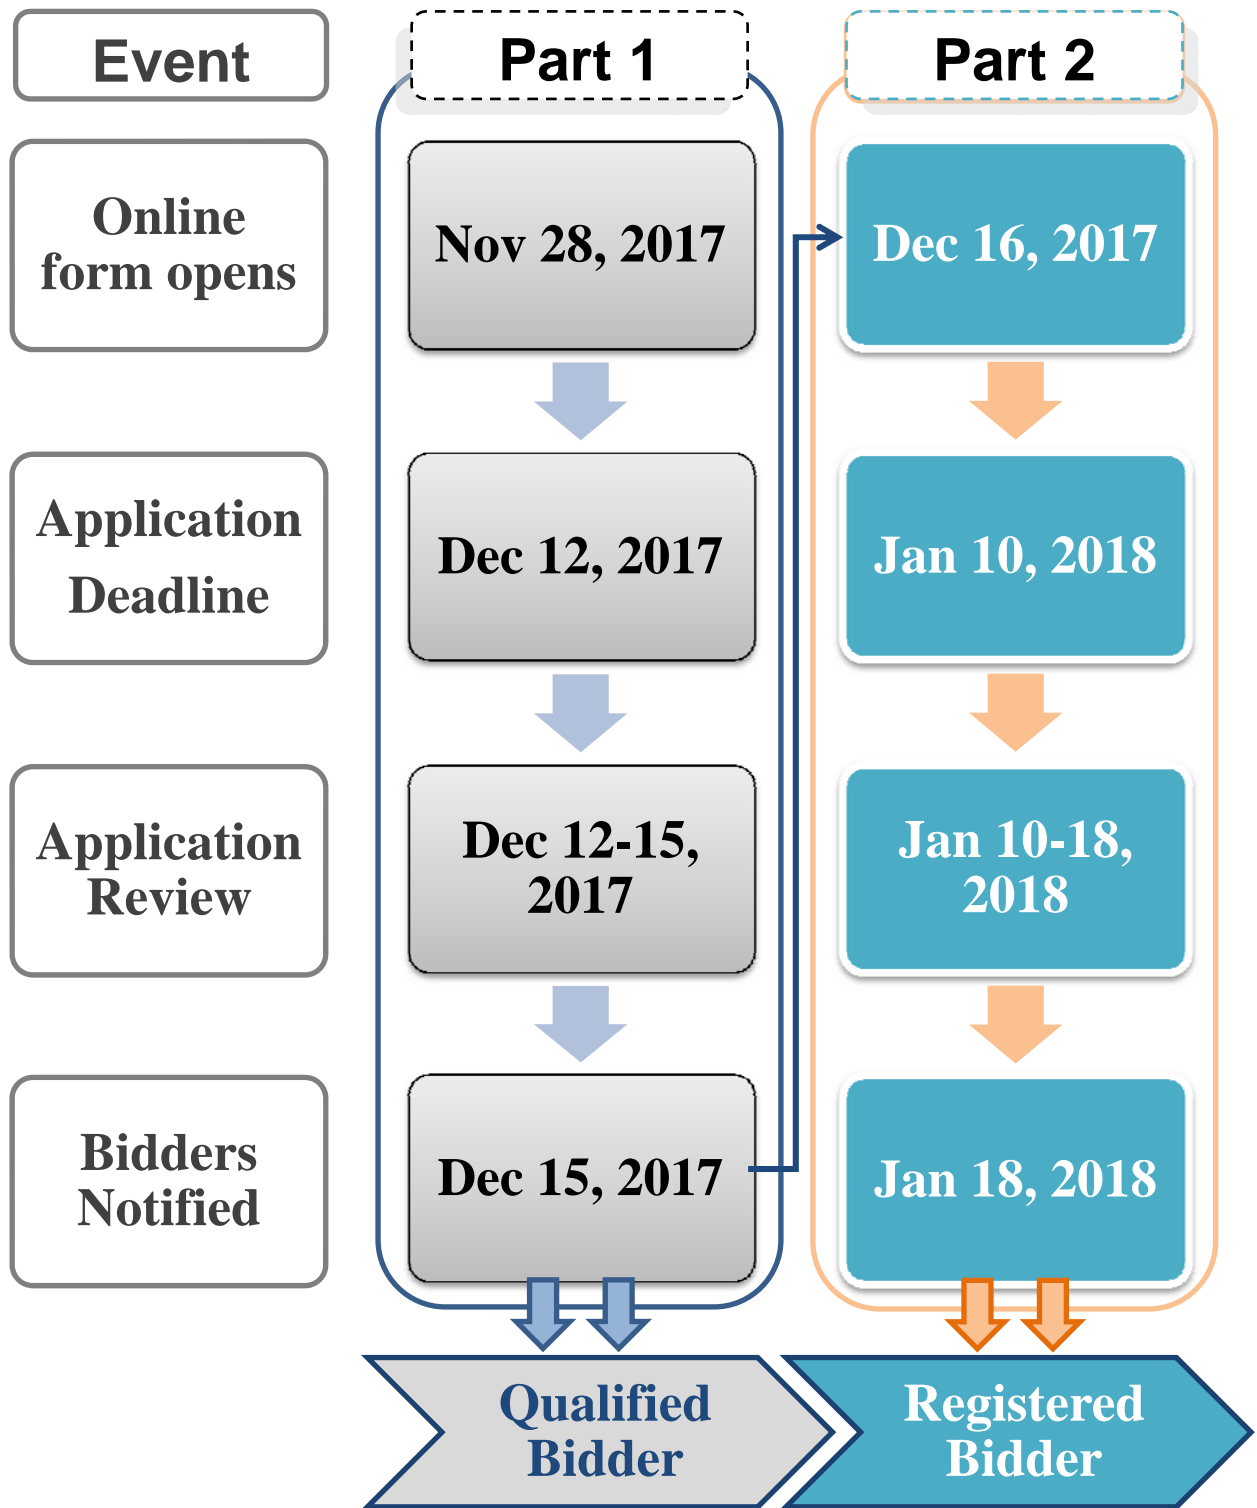 Event
Part 1
Part 2
Online
form opens
Nov 28, 2017
Dec 16, 2017
Application
Deadline
Dec 12, 2017
Jan 10, 2018
Application
Review
Dec 12-15,
2017
Jan 10-18,
2018
Bidders
Notified
Dec 15, 2017
Jan 18, 2018
Qualified
Bidder
Registered
Bidder